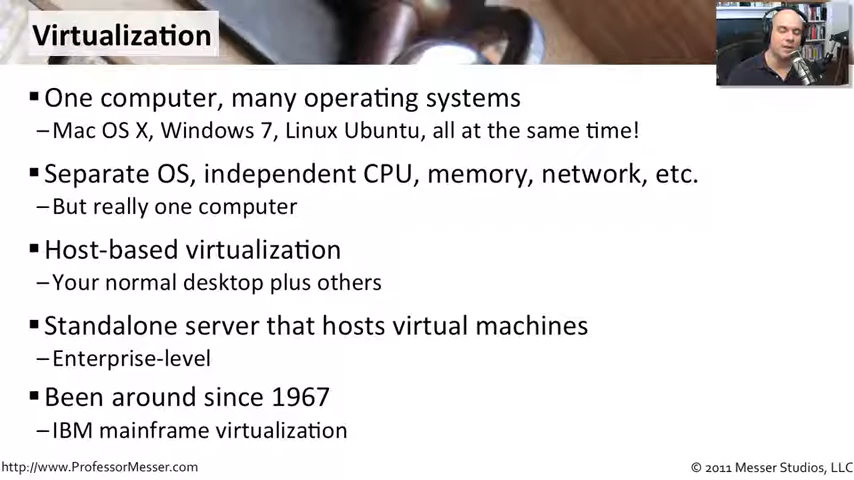 Virtualization
▪One computer, many operating systems
–Mac OS X, Windows 7, Linux Ubuntu, all at the same time!
▪Separate OS, independent CPU, memory, network, etc.
–But really one computer
▪Host-based virtualization
–Your normal desktop plus others
▪Standalone server that hosts virtual machines
–Enterprise-level
▪Been around since 1967
–IBM mainframe virtualization
http://www.ProfessorMesser.com
© 2011 Messer Studios, LLC